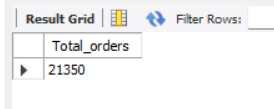 Result Grid
Filter Rows:
Total_orders
21350